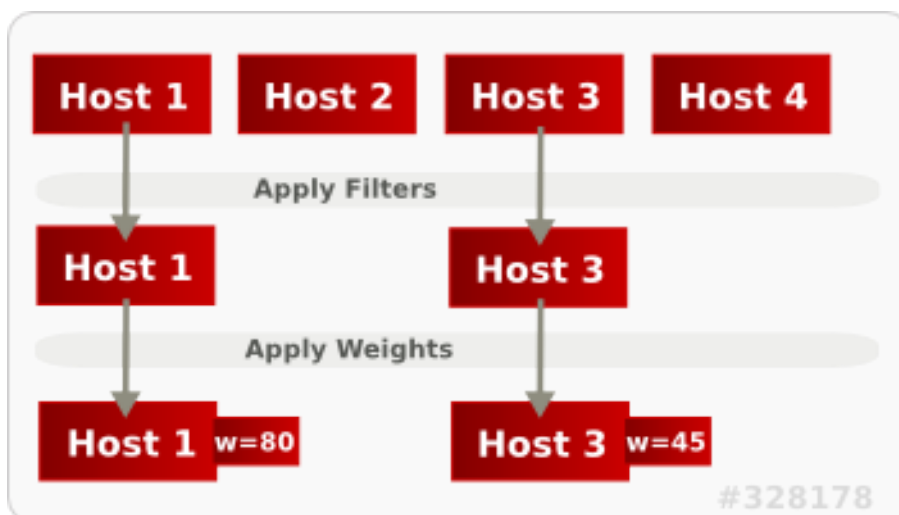 Host 1 Host 2 Host 3 Host 4
Apply Filters
Host 1 Host 3
Apply Weights
Host 1 w=80 Host 3 w=45
#328178